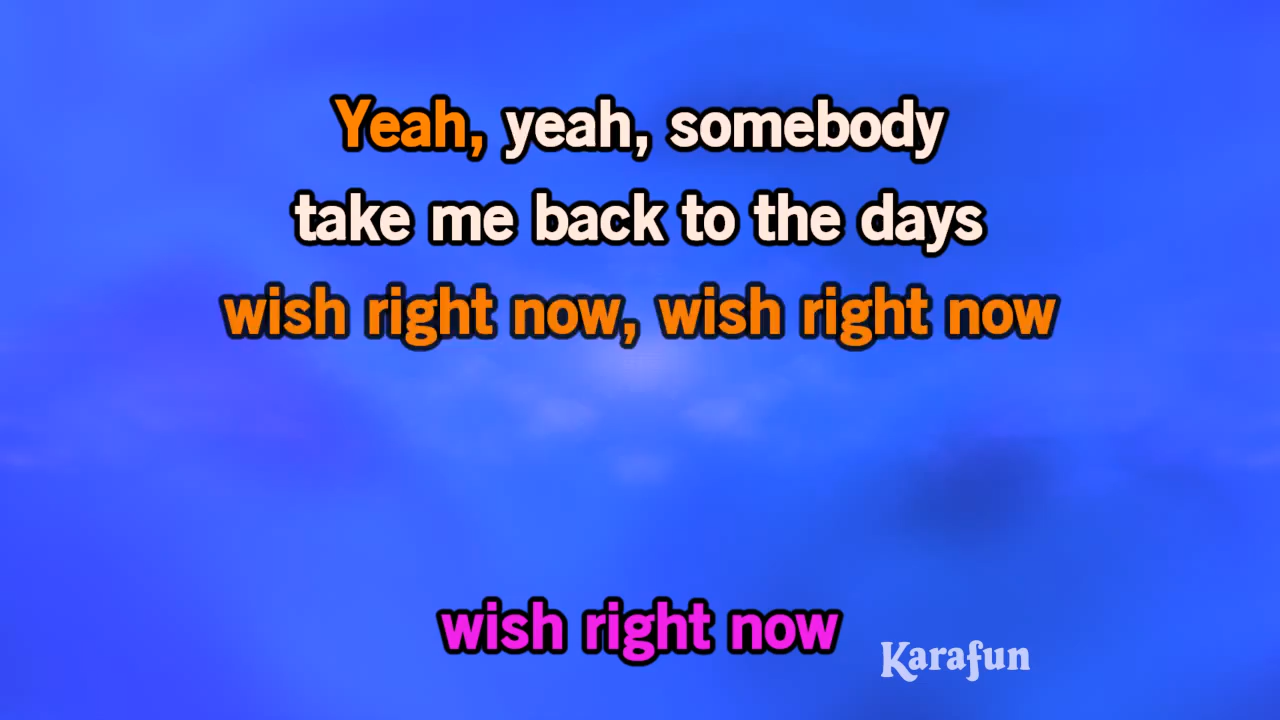 Yeah, yeah, somebody
take me back to the days
wish right now, wish right now
wish right now
Karafun